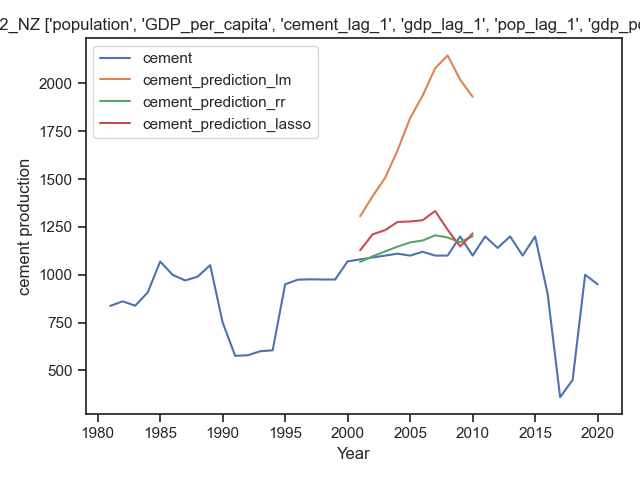 2_NZ ['population', 'GDP_per_capita', 'cement_lag_1', 'gdp_lag_1', 'pop_lag_1', 'gdp_po
cement
cement_prediction_lm
cement_prediction_rr
cement_prediction_lasso
cement production
2000
1750
1500
1250
1000
750
500
1980 1985 1990 1995 2000 2005 2010 2015 2020
Year